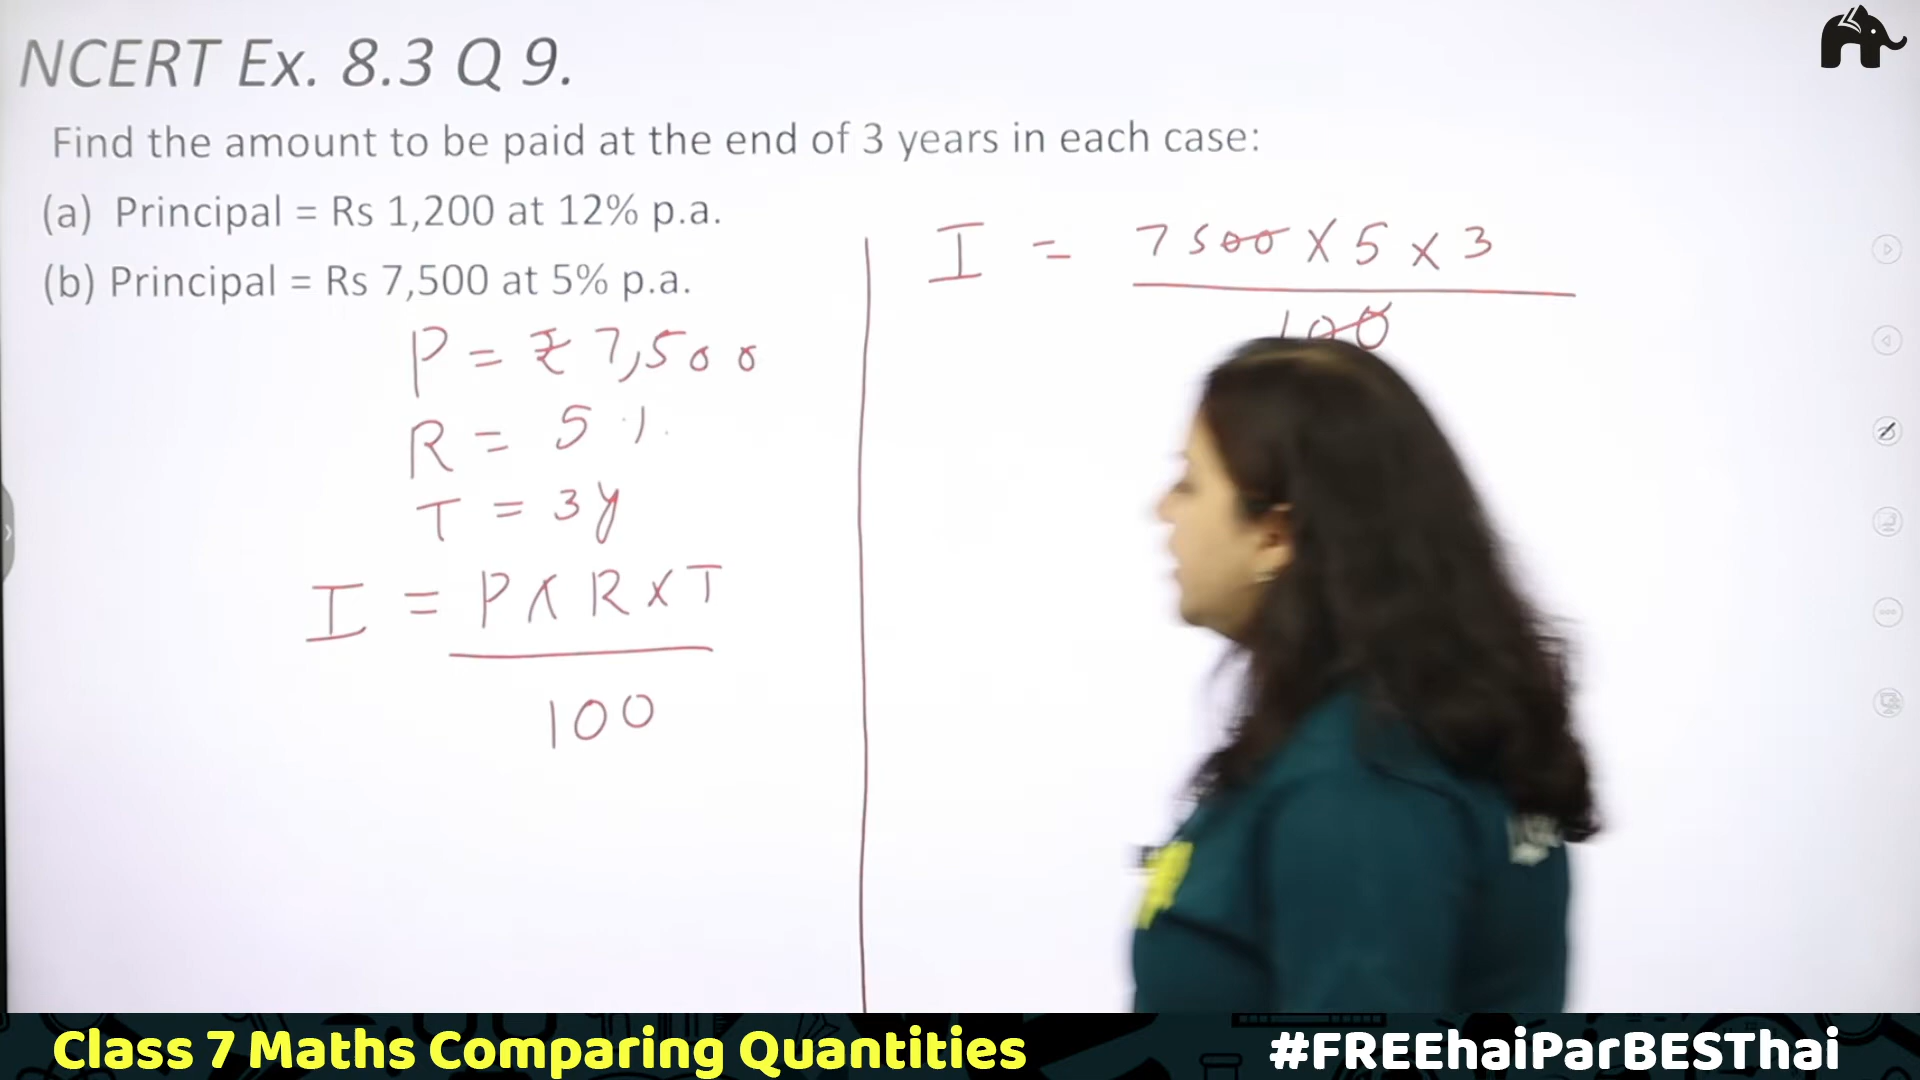 NCERT Ex. 8.3 Q 9.
Find the amount to be paid at the end of 3 years in each case:
(a) Principal = Rs 1,200 at 12% p.a.
(b) Principal = Rs 7,500 at 5% p.a.
P = ₹ 7,500
R = 5 %
T = 3y
I = P X R X T
100
I = 7500 X 5 X 3
100
Class 7 Maths Comparing Quantities
#FREEhaiParBESThai